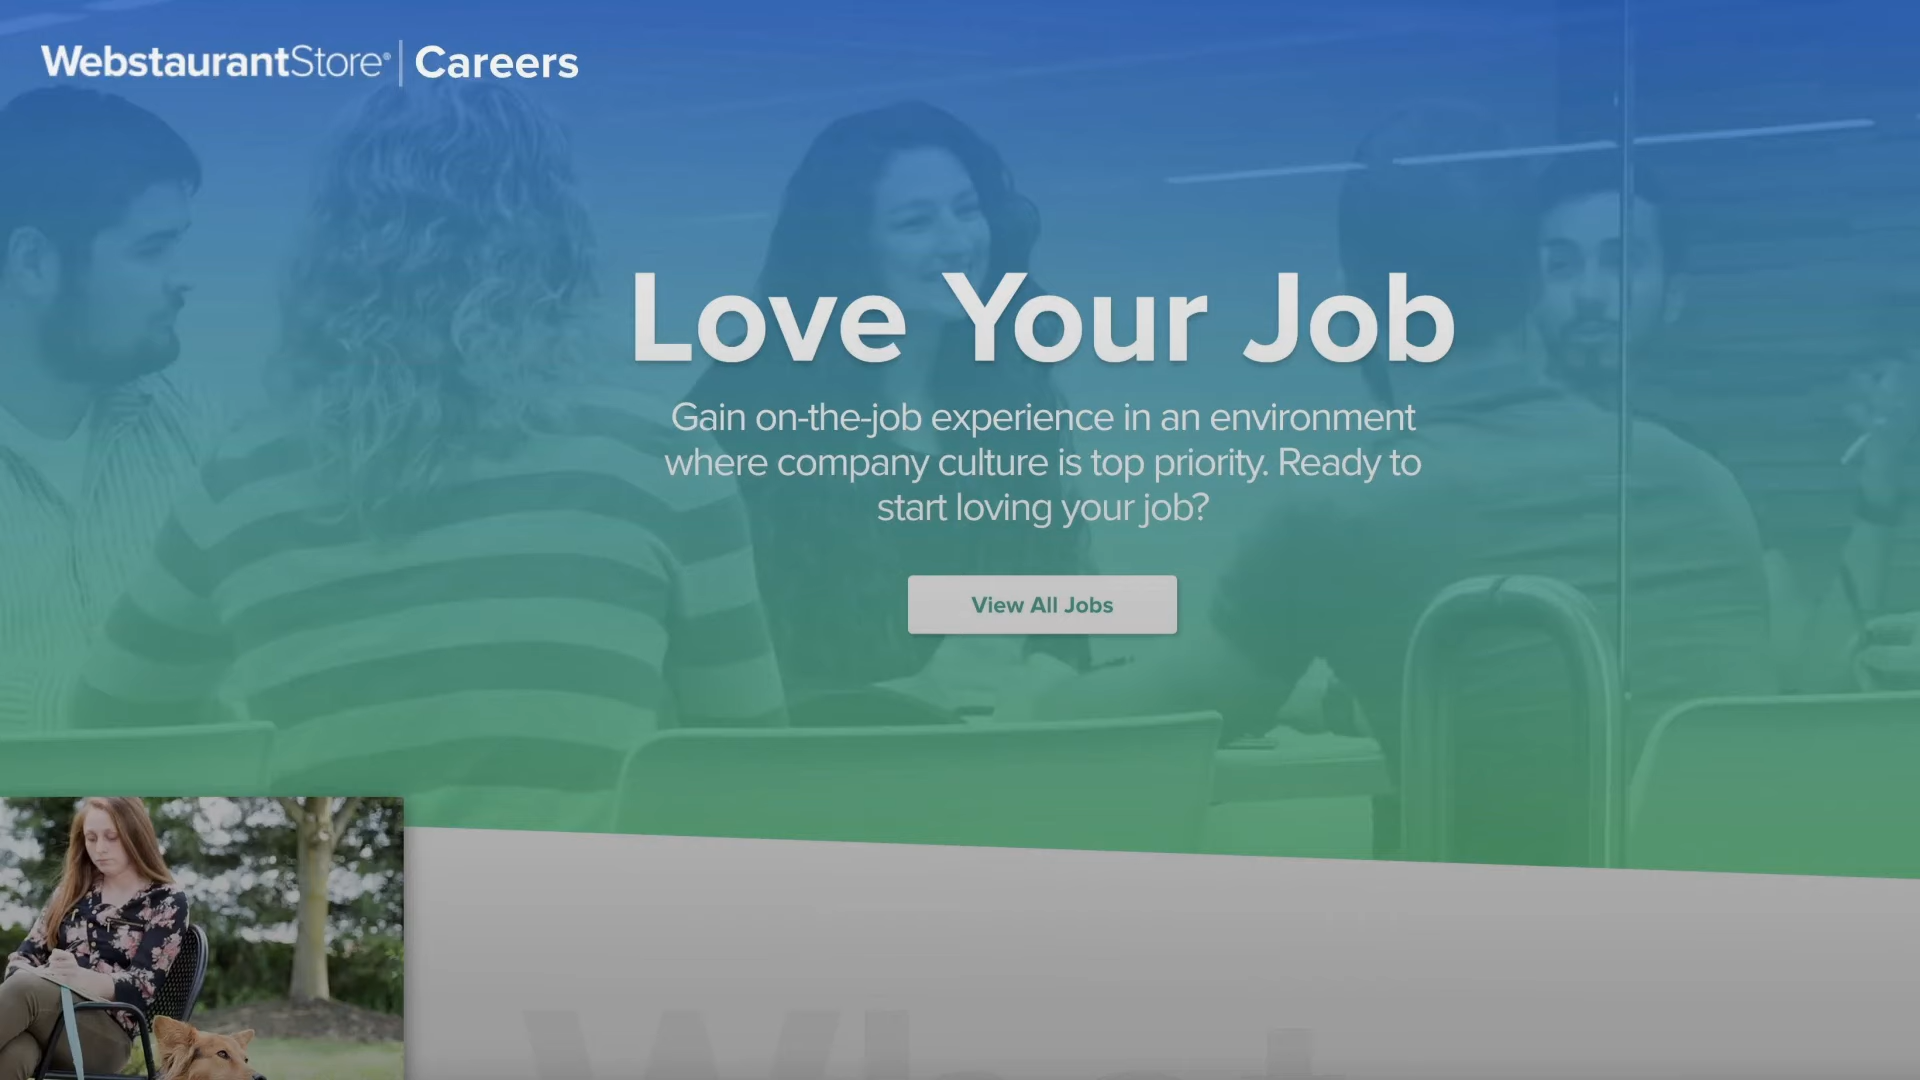 WebstaurantStore® | Careers
Love Your Job
Gain on-the-job experience in an environment
where company culture is top priority. Ready to
start loving your job?
View All Jobs
What